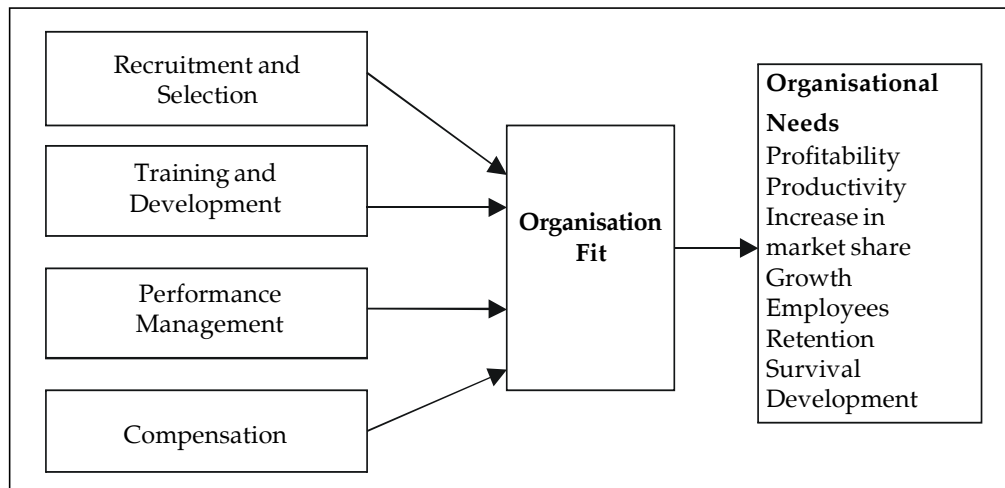 Recruitment and
Selection
Training and
Development
Performance
Management
Compensation
Organisation
Fit
Organisational
Needs
Profitability
Productivity
Increase in
market share
Growth
Employees
Retention
Survival
Development